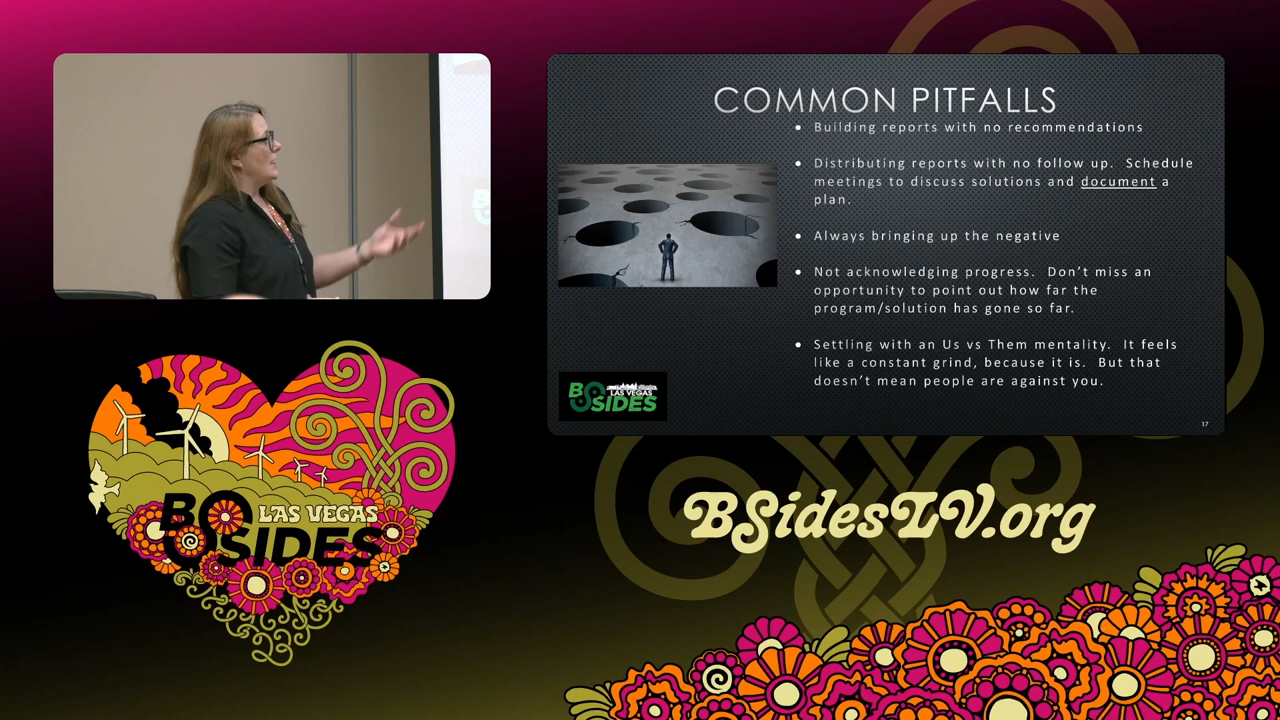 COMMON PITFALLS
• Building reports with no recommendations
• Distributing reports with no follow up.  Schedule
meetings to discuss solutions and document a
plan.
• Always bringing up the negative
• Not acknowledging progress.  Don't miss an
opportunity to point out how far the
program/solution has gone so far.
• Settling with an Us vs Them mentality.  It feels
like a constant grind, because it is.  But that
doesn't mean people are against you.
BSIDES
LAS VEGAS
17
BSIDES
LAS VEGAS
BSidesLV.org